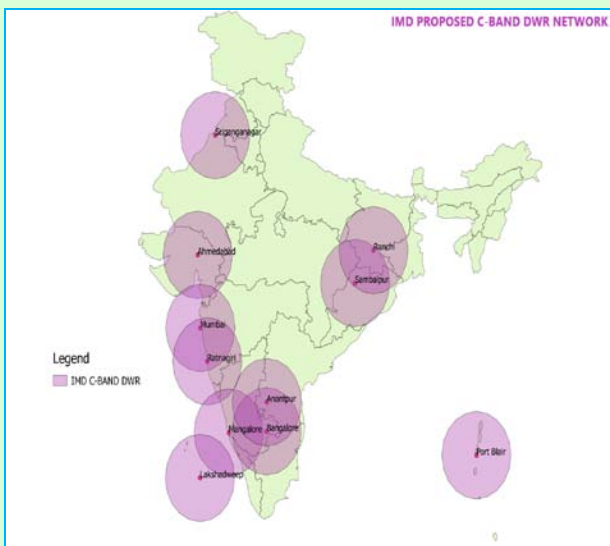 IMD PROPOSED C-BAND DWR NETWORK
Sriganganagar
Ahmedabad
Ranchi
Sambalpur
Mumbai
Ratnagiri
Legend
IMD C-BAND DWR
Anantpur
Mangalore
Bangalore
Port Blair
Lakshadweep